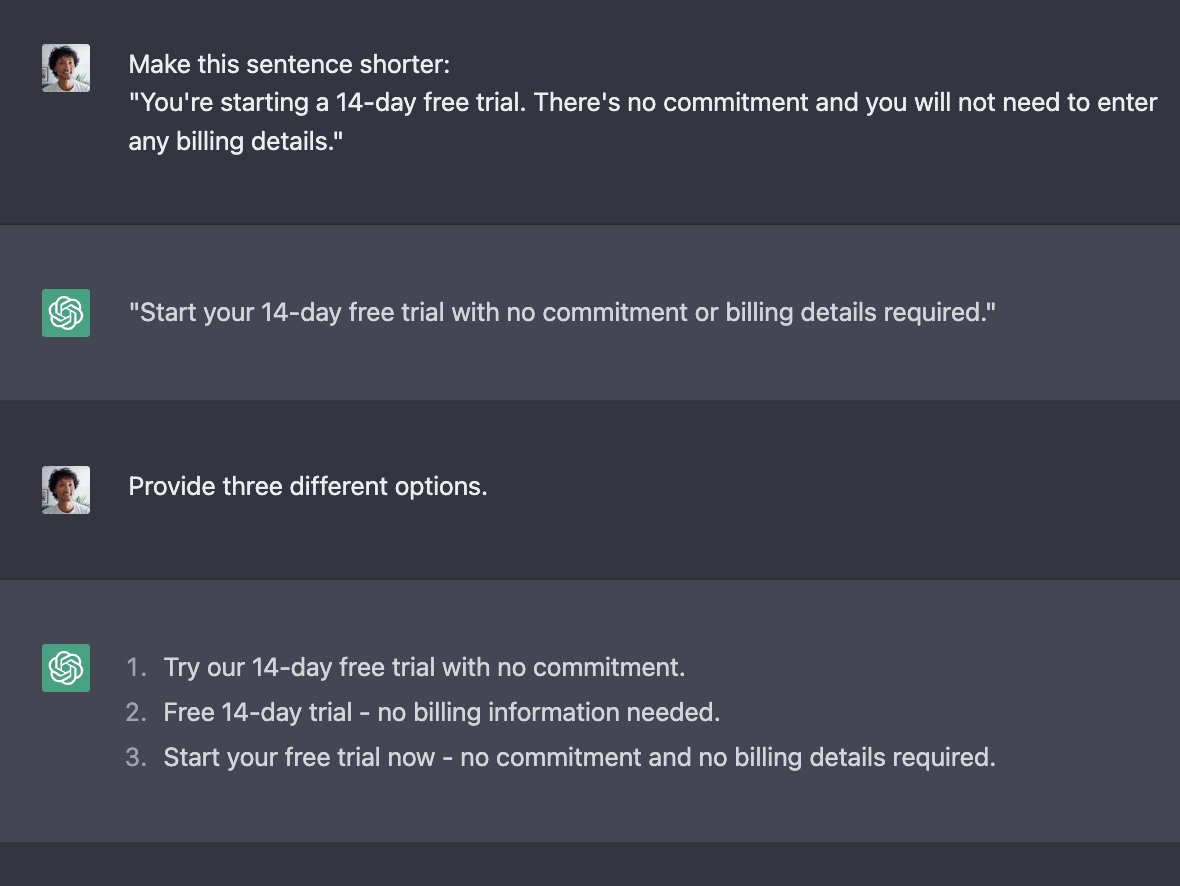 Make this sentence shorter:
"You're starting a 14-day free trial. There's no commitment and you will not need to enter
any billing details."
"Start your 14-day free trial with no commitment or billing details required."
Provide three different options.
1. Try our 14-day free trial with no commitment.
2. Free 14-day trial - no billing information needed.
3. Start your free trial now - no commitment and no billing details required.